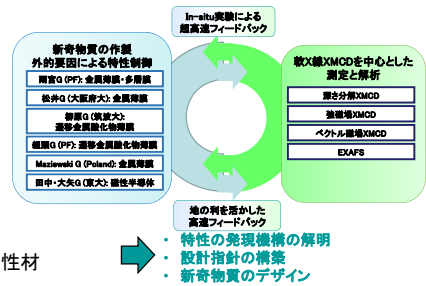 In-situ実験による
超高速フィードバック
新奇物質の作製
外的要因による特性制御
雨宮G (PF): 金属薄膜・多層膜
松井G (大阪府大): 金属薄膜
柳原G (筑波大):
遷移金属酸化物薄膜
組頭G (PF): 遷移金属酸化物薄膜
Maziewski G (Poland): 金属薄膜
田中・大矢G (東大): 磁性半導体
軟X線XMCDを中心とした
測定と解析
深さ分解XMCD
強磁場XMCD
ベクトル磁場XMCD
EXAFS
地の利を活かした
高速フィードバック
性材
・ 特性の発現機構の解明
・ 設計指針の構築
・ 新奇物質のデザイン